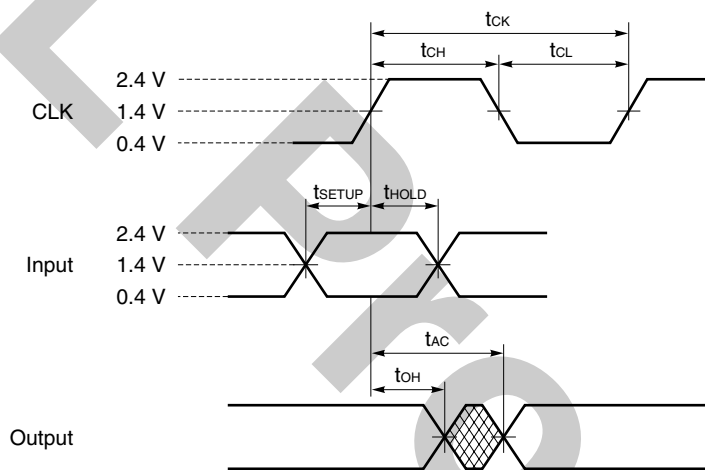 tCK
tCH tCL
2.4 V
CLK 1.4 V
0.4 V
tSETUP tHOLD
2.4 V
Input 1.4 V
0.4 V
tAC
tOH
Output